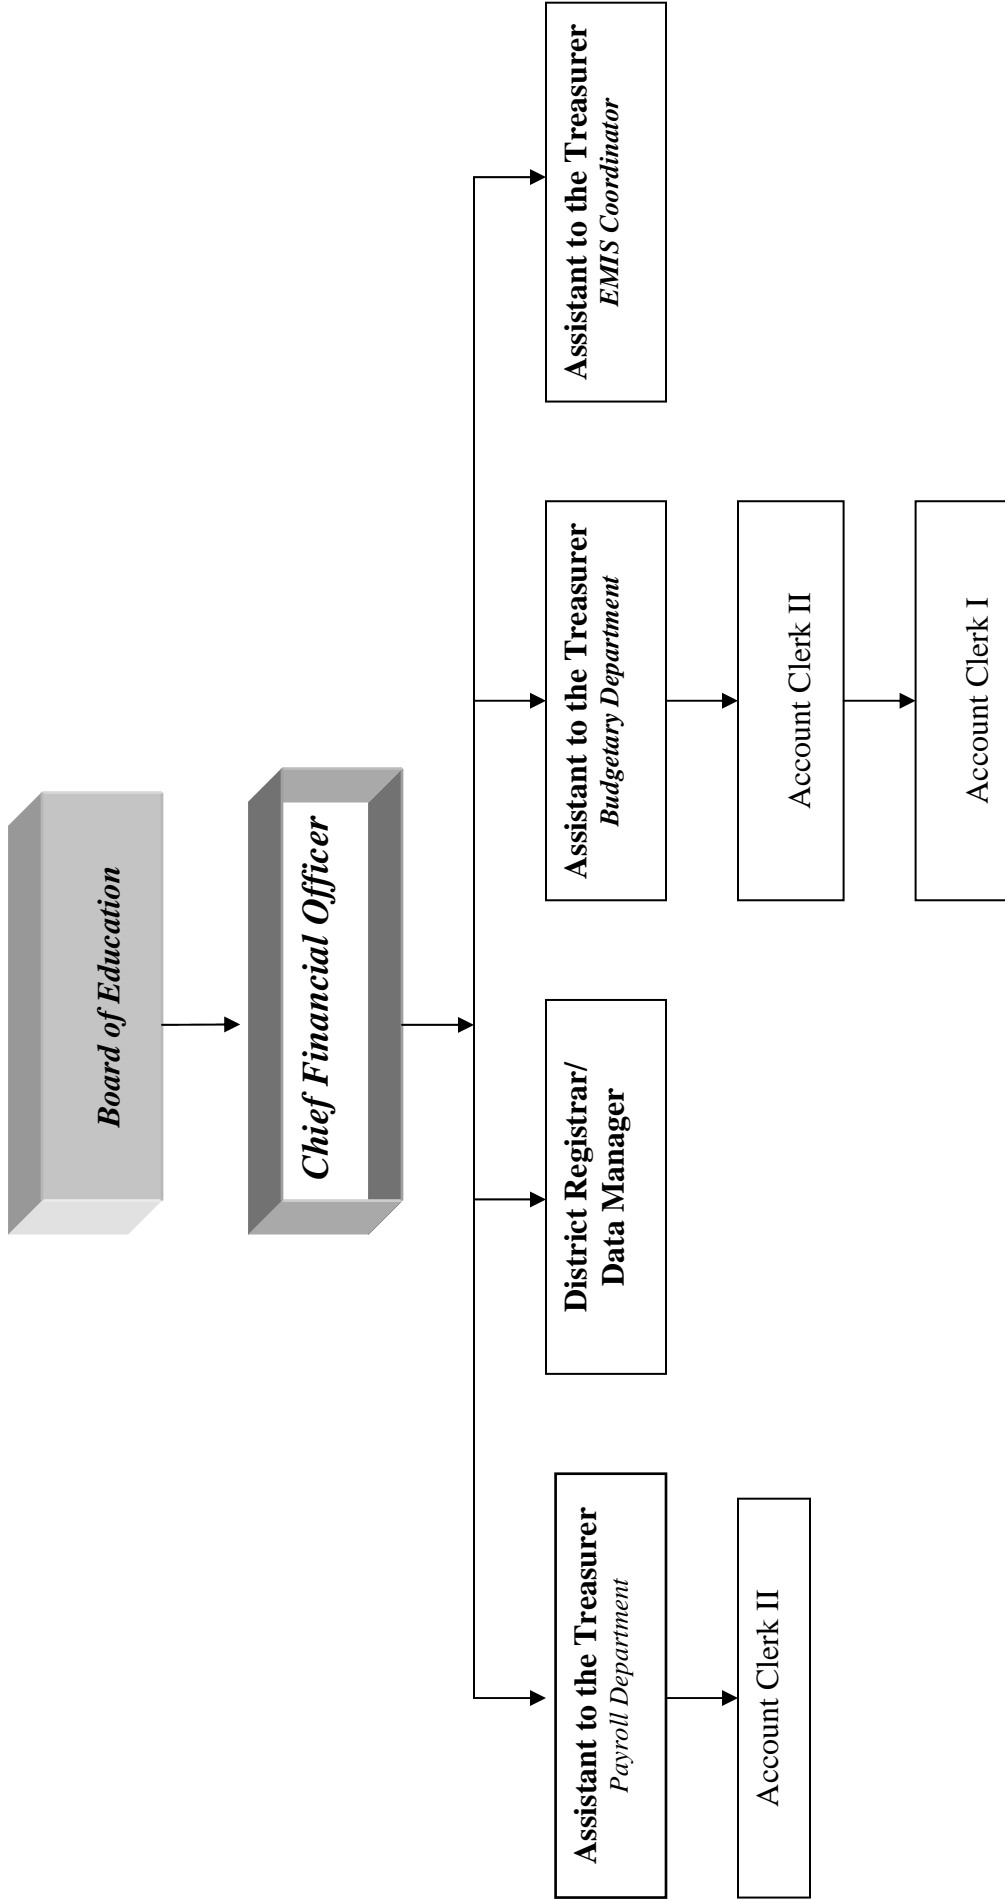 Board of Education
Chief Financial Officer
Assistant to the Treasurer
Payroll Department
District Registrar/
Data Manager
Assistant to the Treasurer
Budgetary Department
Assistant to the Treasurer
EMIS Coordinator
Account Clerk II
Account Clerk II
Account Clerk I